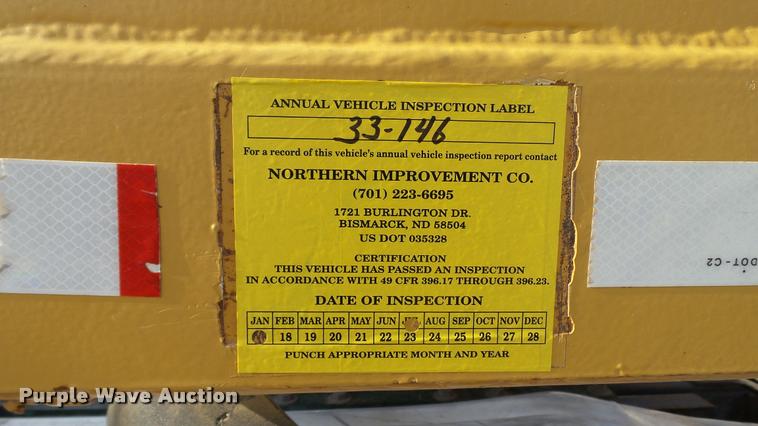 ANNUAL VEHICLE INSPECTION LABEL
33-146
For a record of this vehicle's annual vehicle inspection report contact
NORTHERN IMPROVEMENT CO.
(701) 223-6695
1721 BURLINGTON DR.
BISMARCK, ND 58504
US DOT 035328
CERTIFICATION
THIS VEHICLE HAS PASSED AN INSPECTION
IN ACCORDANCE WITH 49 CFR 396.17 THROUGH 396.23.
DATE OF INSPECTION
JAN FEB MAR APR MAY JUN AUG SEP OCT NOV DEC
18 19 20 21 22 23 24 25 26 27 28
PUNCH APPROPRIATE MONTH AND YEAR
DOT-C2
Purple Wave Auction